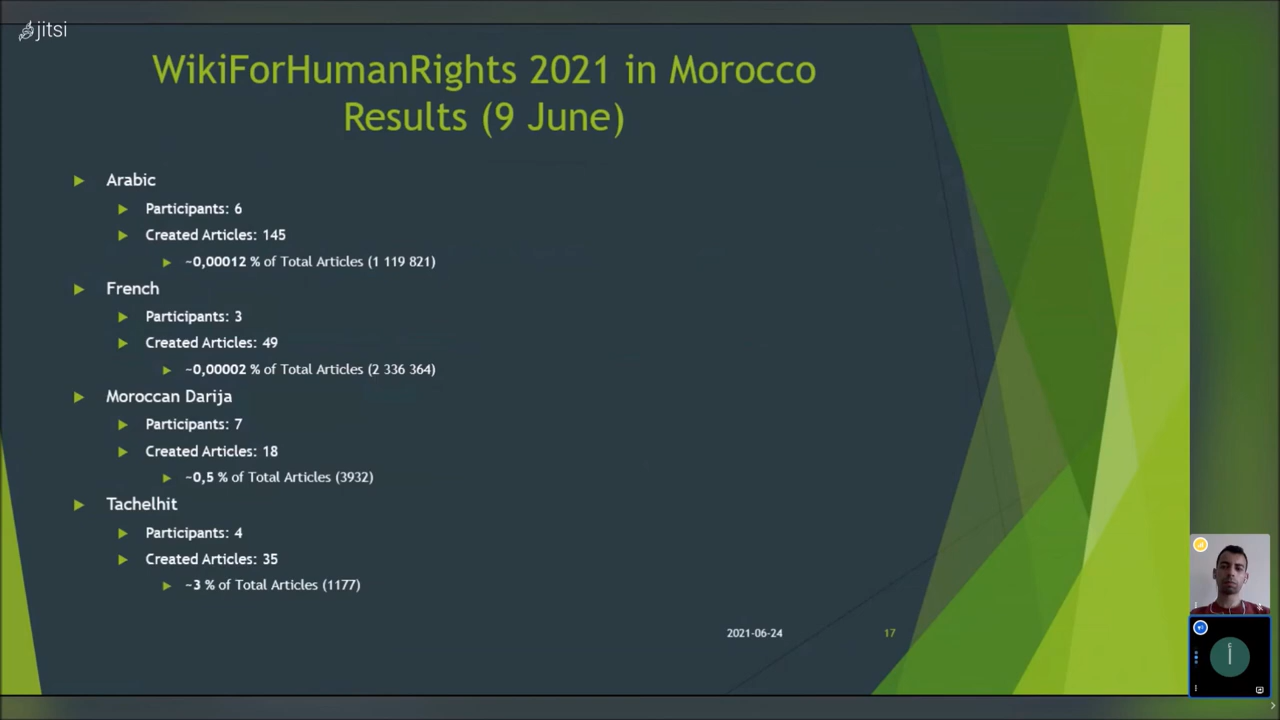 jitsi
WikiForHumanRights 2021 in Morocco
Results (9 June)
Arabic
Participants: 6
Created Articles: 145
~0,00012 % of Total Articles (1 119 821)
French
Participants: 3
Created Articles: 49
~0,00002 % of Total Articles (2 336 364)
Moroccan Darija
Participants: 7
Created Articles: 18
~0,5 % of Total Articles (3932)
Tachelhit
Participants: 4
Created Articles: 35
~3 % of Total Articles (1177)
2021-06-24
17